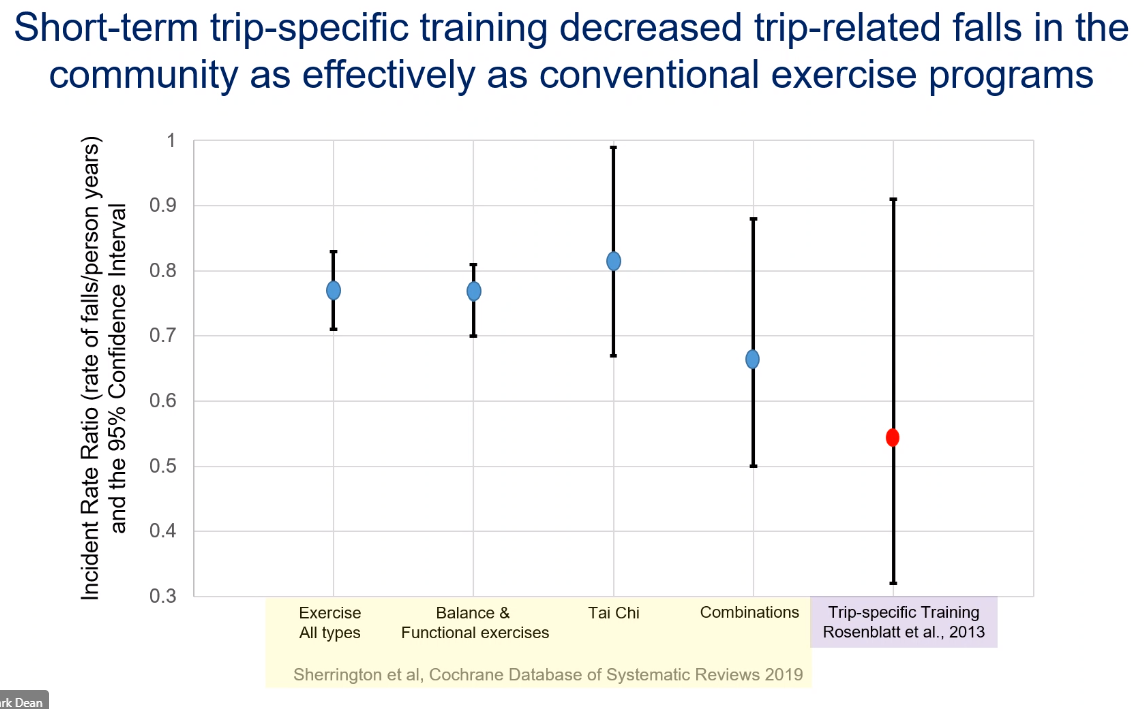 Short-term trip-specific training decreased trip-related falls in the
community as effectively as conventional exercise programs
Incident Rate Ratio (rate of falls/person years)
and the 95% Confidence Interval
1
0.9
0.8
0.7
0.6
0.5
0.4
0.3
Exercise
All types
Balance &
Functional exercises
Tai Chi
Combinations
Trip-specific Training
Rosenblatt et al., 2013
Sherrington et al, Cochrane Database of Systematic Reviews 2019
rk Dean